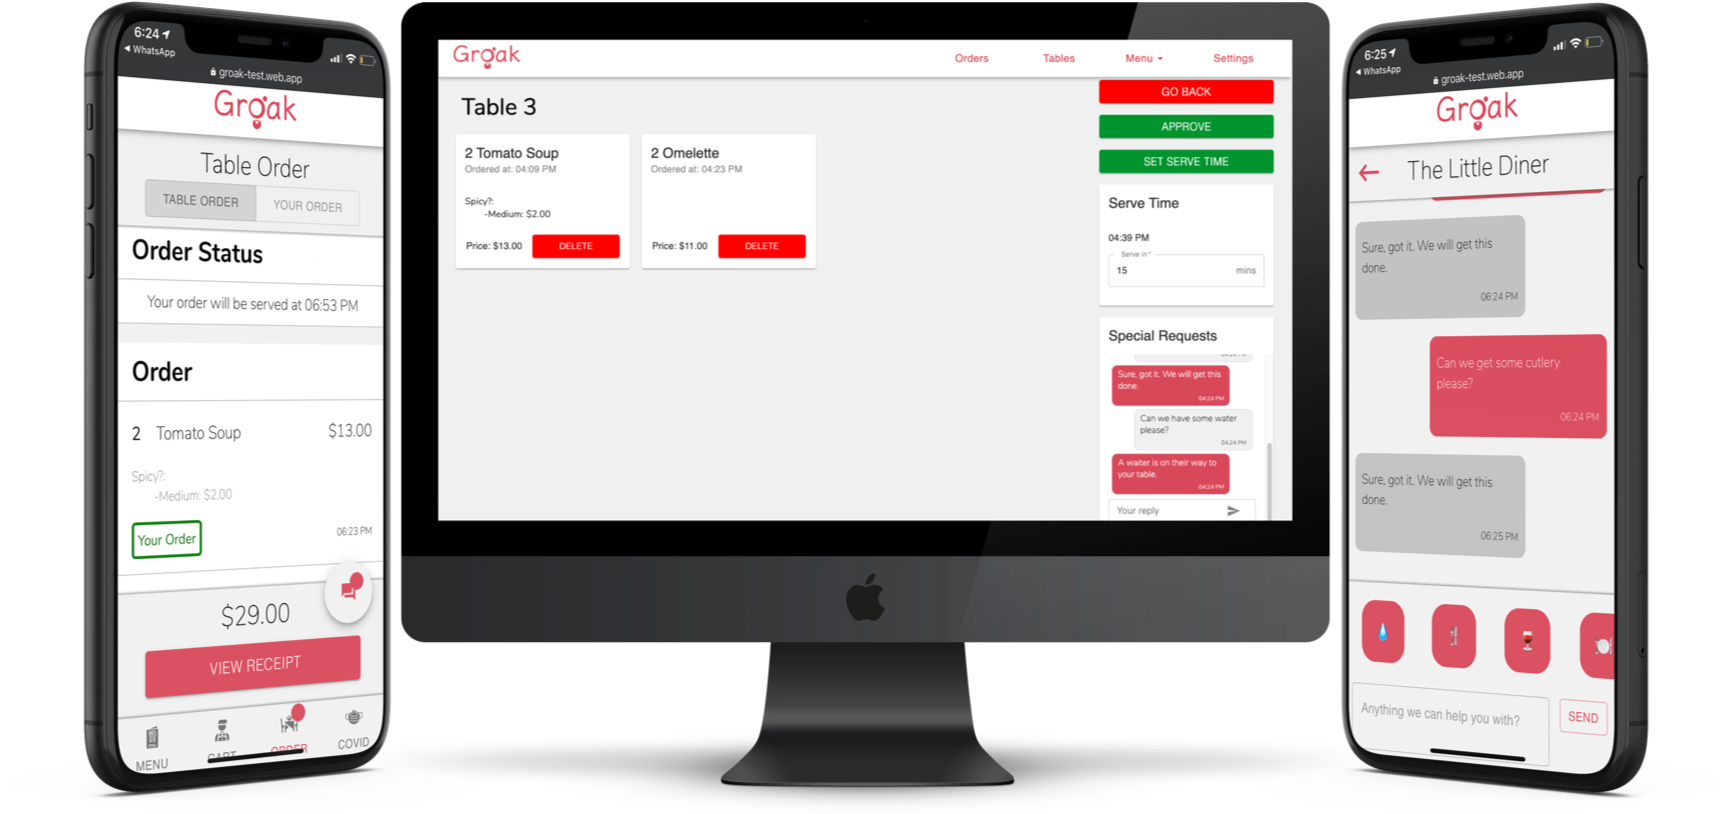 6:24
WhatsApp
groak-test.web.app
Groak
Table Order
TABLE ORDER
YOUR ORDER
Order Status
Your order will be served at 06:53 PM
Order
2 Tomato Soup $13.00
Spicy?:
-Medium: $2.00
Your Order
06:23 PM
$29.00
VIEW RECEIPT
MENU
CART
ORDER
COVID
Groak
Orders
Tables
Menu
Settings
Table 3
GO BACK
APPROVE
SET SERVE TIME
2 Tomato Soup
Ordered at: 04:09 PM
Spicy?:
-Medium: $2.00
Price: $13.00
DELETE
2 Omelette
Ordered at: 04:23 PM
Price: $11.00
DELETE
Serve Time
04:39 PM
Serve in*
15 mins
Special Requests
Sure, got it. We will get this
done.
04:24 PM
Can we have some water
please?
04:24 PM
A waiter is on their way to
your table.
04:24 PM
Your reply
6:25
WhatsApp
groak-test.web.app
Groak
The Little Diner
Sure, got it. We will get this
done.
06:24 PM
Can we get some cutlery
please?
06:24 PM
Sure, got it. We will get this
done.
06:25 PM
Anything we can help you with?
SEND